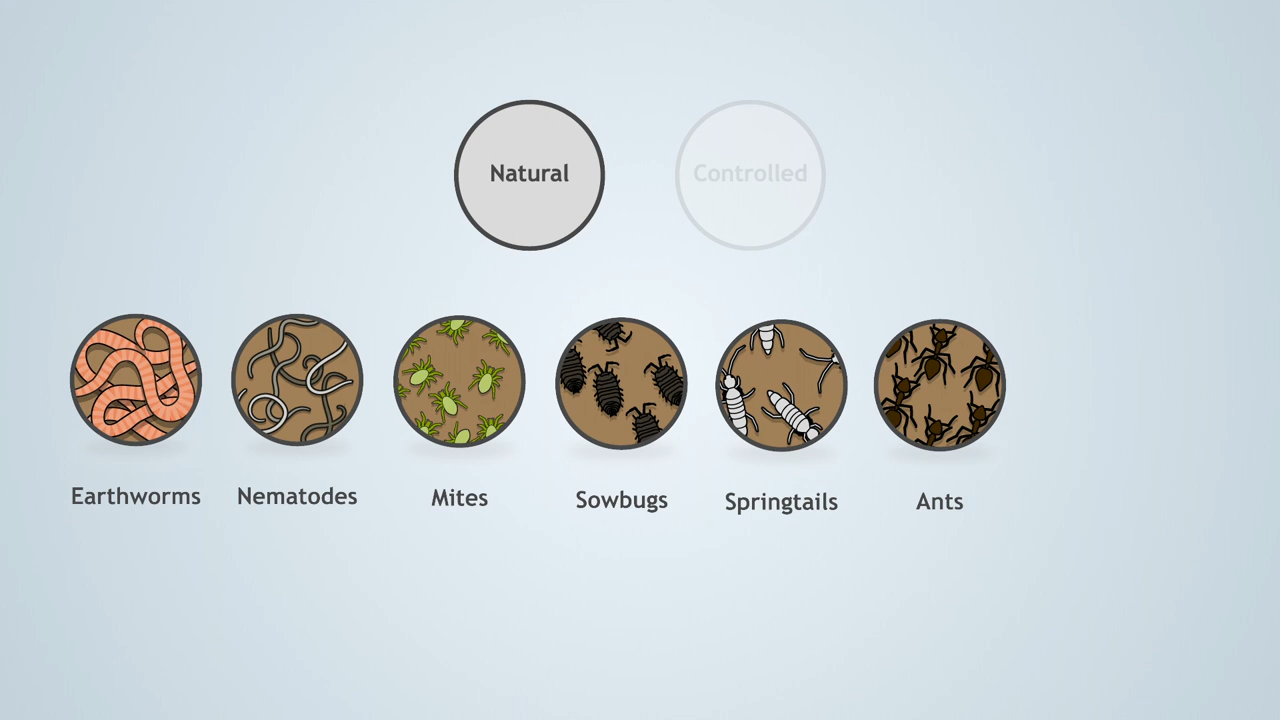 Natural
Controlled
Earthworms
Nematodes
Mites
Sowbugs
Springtails
Ants